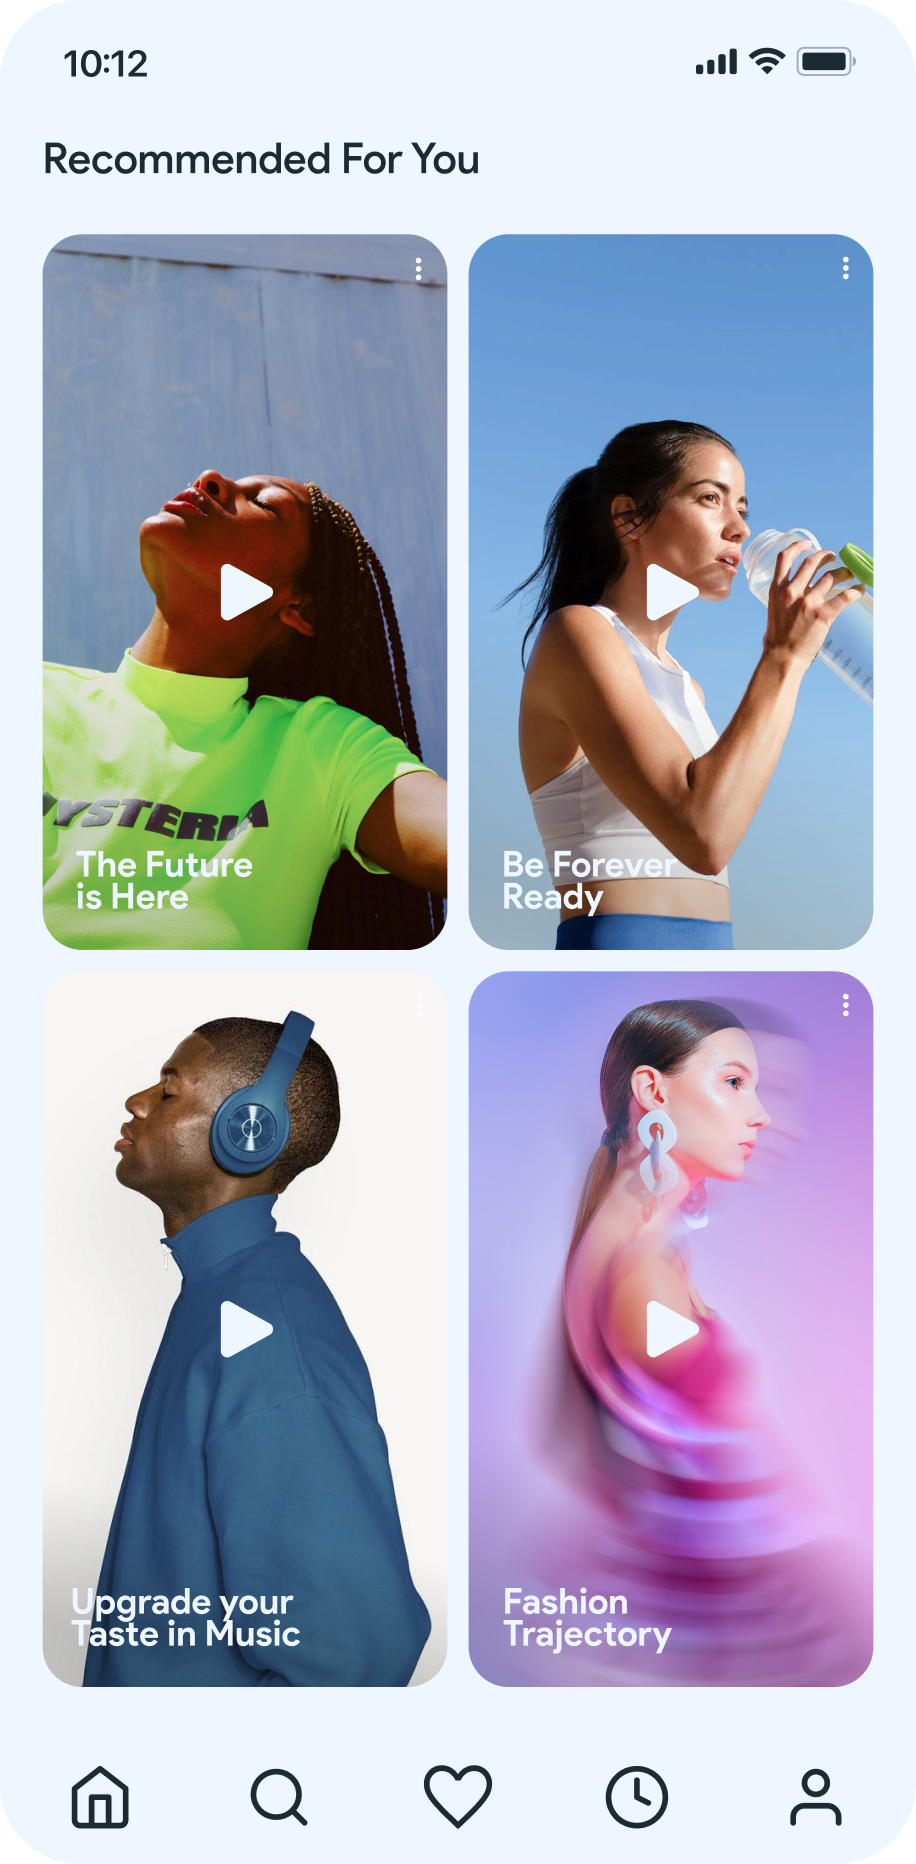 10:12
Recommended For You
YSTERIA
The Future
is Here
Be Forever
Ready
Upgrade your
Taste in Music
Fashion
Trajectory